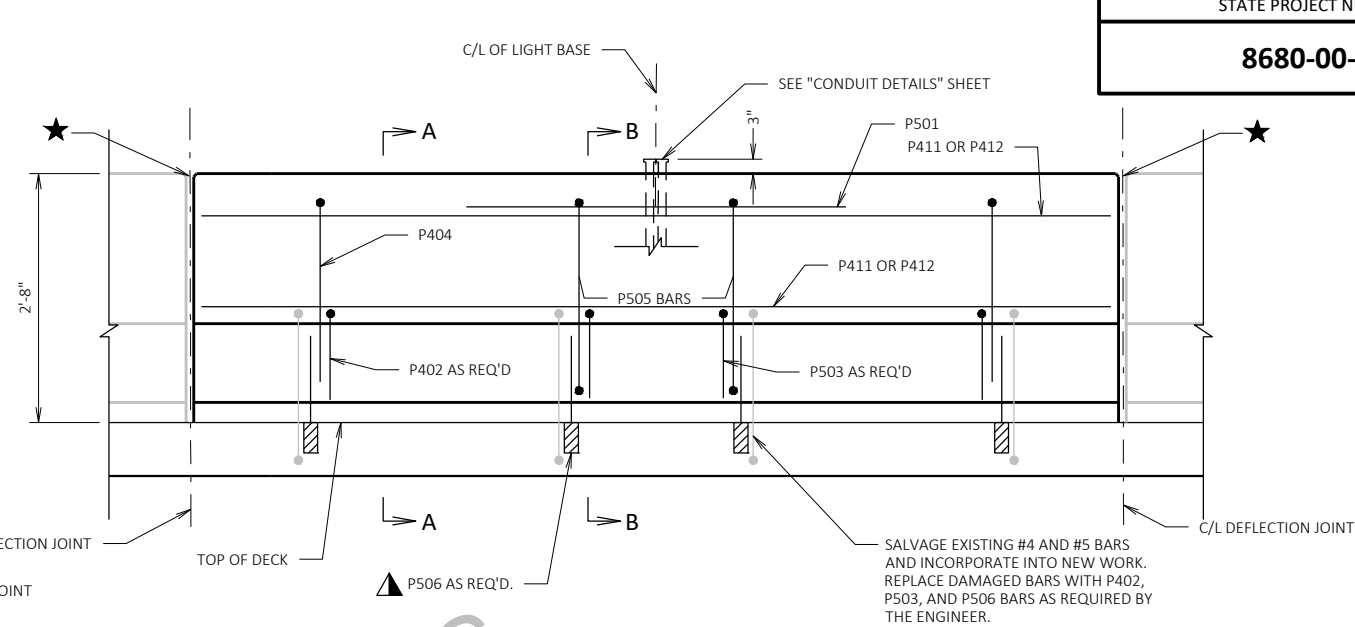 STATE PROJECT N
8680-00-
C/L OF LIGHT BASE
SEE "CONDUIT DETAILS" SHEET
3"
A
B
P501
P411 OR P412
P404
P411 OR P412
2'-8"
P505 BARS
P402 AS REQ'D
P503 AS REQ'D
A
B
ECTION JOINT
C/L DEFLECTION JOINT
TOP OF DECK
OINT
P506 AS REQ'D.
SALVAGE EXISTING #4 AND #5 BARS
AND INCORPORATE INTO NEW WORK.
REPLACE DAMAGED BARS WITH P402,
P503, AND P506 BARS AS REQUIRED BY
THE ENGINEER.